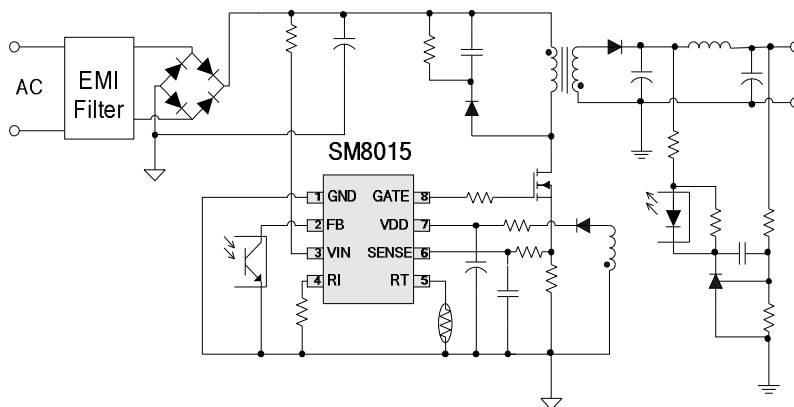 AC
EMI
Filter
SM8015
1 GND GATE 8
2 FB VDD 7
3 VIN SENSE 6
4 RI RT 5